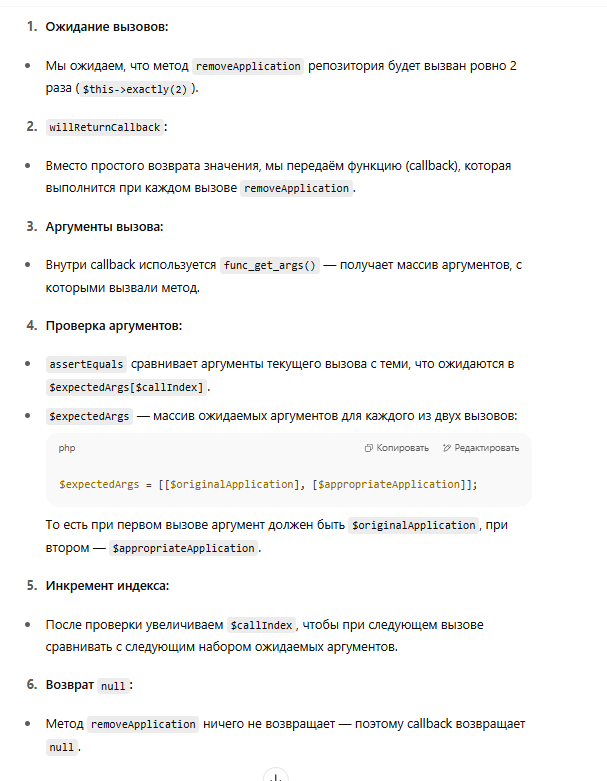 1. Ожидание вызовов:
• Мы ожидаем, что метод removeApplication репозитория будет вызван ровно 2
раза ( $this->exactly(2) ).
2. willReturnCallback :
• Вместо простого возврата значения, мы передаём функцию (callback), которая
выполнится при каждом вызове removeApplication .
3. Аргументы вызова:
• Внутри callback используется func_get_args() — получает массив аргументов, с
которыми вызвали метод.
4. Проверка аргументов:
• assertEquals сравнивает аргументы текущего вызова с теми, что ожидаются в
$expectedArgs[$callIndex] .
• $expectedArgs — массив ожидаемых аргументов для каждого из двух вызовов:
php Копировать Редактировать
$expectedArgs = [[$originalApplication], [$appropriateApplication]];
То есть при первом вызове аргумент должен быть $originalApplication , при
втором — $appropriateApplication .
5. Инкремент индекса:
• После проверки увеличиваем $callIndex , чтобы при следующем вызове
сравнивать с следующим набором ожидаемых аргументов.
6. Возврат null :
• Метод removeApplication ничего не возвращает — поэтому callback возвращает
null .